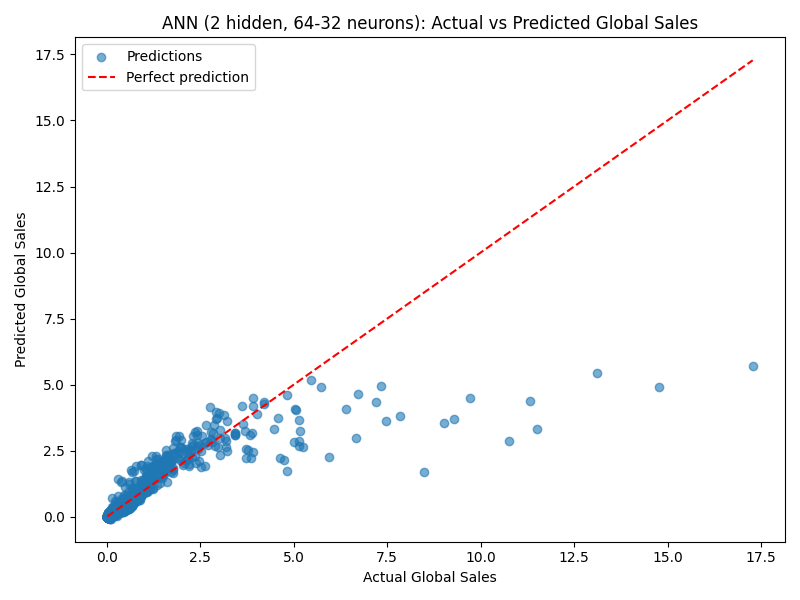 ANN (2 hidden, 64-32 neurons): Actual vs Predicted Global Sales
Predictions
Perfect prediction
17.5
15.0
12.5
10.0
7.5
5.0
2.5
0.0
Predicted Global Sales
0.0 2.5 5.0 7.5 10.0 12.5 15.0 17.5
Actual Global Sales